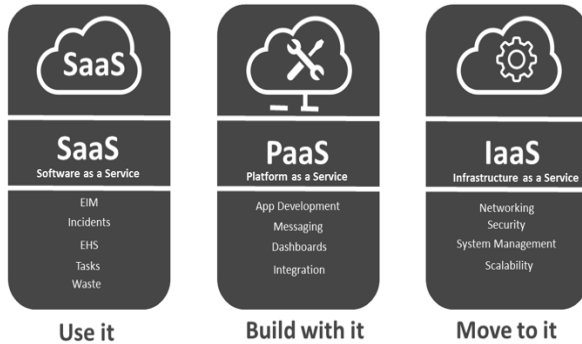 SaaS
SaaS
Software as a Service
EIM
Incidents
EHS
Tasks
Waste
Use it
PaaS
Platform as a Service
App Development
Messaging
Dashboards
Integration
Build with it
IaaS
Infrastructure as a Service
Networking
Security
System Management
Scalability
Move to it